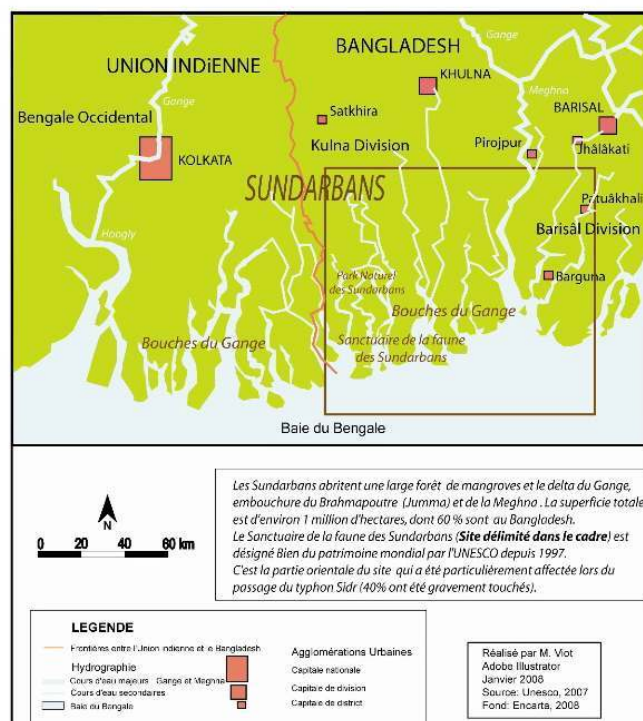 UNION INDiENNE
BANGLADESH
Gange
Gange
KHULNA
Meghna
Bengale Occidental
Satkhira
BARISAL
Kulna Division
Pirojpur
Jhâlâkati
KOLKATA
SUNDARBANS
Patuâkhali
Barisâl Division
Hongly
Park Naturel
des Sundarbans
Barguna
Bouches du Gange
Bouches du Gange
Sanctuaire de la faune
des Sundarbans
Baie du Bengale
Les Sundarbans abritent une large forêt de mangroves et le delta du Gange,
embouchure du Brahmapoutre (Jumma) et de la Meghna . La superficie totale
est d'environ 1 million d'hectares, dont 60 % sont au Bangladesh.
Le Sanctuaire de la faune des Sundarbans (Site délimité dans le cadre) est
désigné Bien du patrimoine mondial par l'UNESCO depuis 1997.
C'est la partie orientale du site qui a été particulièrement affectée lors du
passage du typhon Sidr (40% ont été gravement touchés).
N
0 20 40 60 km
LEGENDE
Frontières entre l'Union Indienne et le Bangladesh
Hydrographie
Cours d'eau majeurs : Gange et Meghna
Cours d'eau secondaires
Baie du Bengale
Agglomérations Urbaines
Capitale nationale
Capitale de division
Capitale de district
Réalisé par M. Viot
Adobe Illustrator
Janvier 2008
Source: Unesco, 2007
Fond: Encarta, 2008